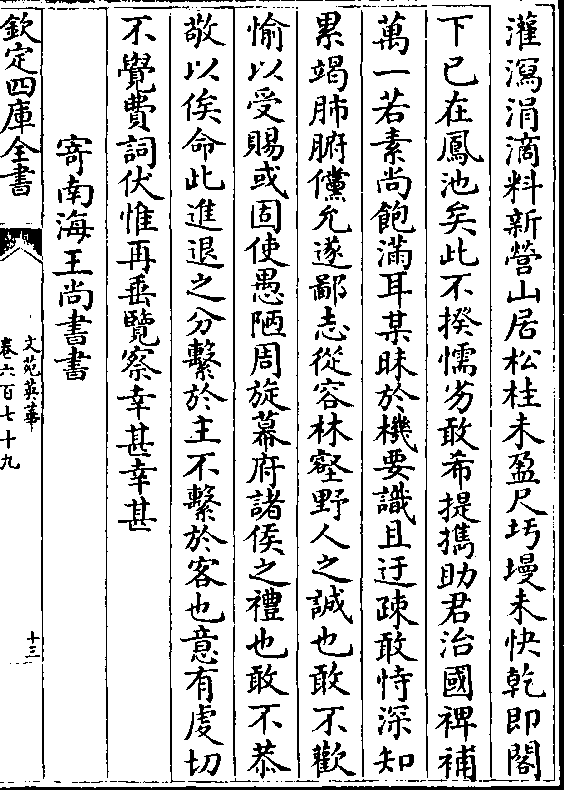 灌瀉涓滴料新營山居松桂未盈尺圬墁未快乾即閣
下已在鳳池矣此不揆懦劣敢希提攜助君治國裨補
萬一若素尚飽滿耳某昧於機要識且迂疎敢恃深知
累竭肺腑儻允遂鄙志從容林壑野人之誠也敢不歡
愉以受賜或固使愚陋周旋幕府諸侯之禮也敢不恭
敬以俟命此進退之分繫於主不繫於客也意有虔切
不覺費詞伏惟再垂覽察幸甚幸甚
寄南海王尚書書
欽定四庫全書
文苑英華
卷六百七十九
十三